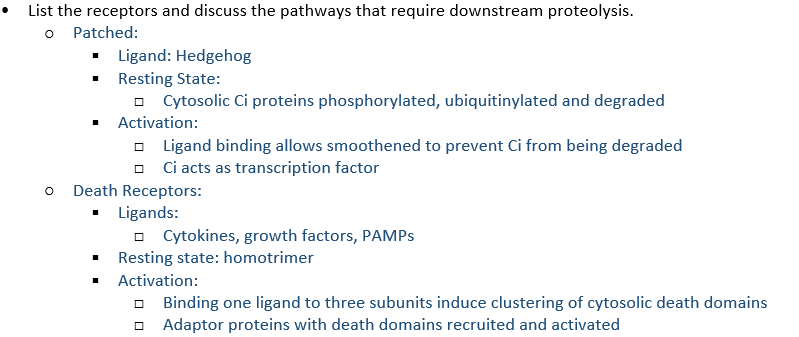 • List the receptors and discuss the pathways that require downstream proteolysis.
o Patched:
▪ Ligand: Hedgehog
▪ Resting State:
□ Cytosolic Ci proteins phosphorylated, ubiquitinylated and degraded
▪ Activation:
□ Ligand binding allows smoothened to prevent Ci from being degraded
□ Ci acts as transcription factor
o Death Receptors:
▪ Ligands:
□ Cytokines, growth factors, PAMPs
▪ Resting state: homotrimer
▪ Activation:
□ Binding one ligand to three subunits induce clustering of cytosolic death domains
□ Adaptor proteins with death domains recruited and activated